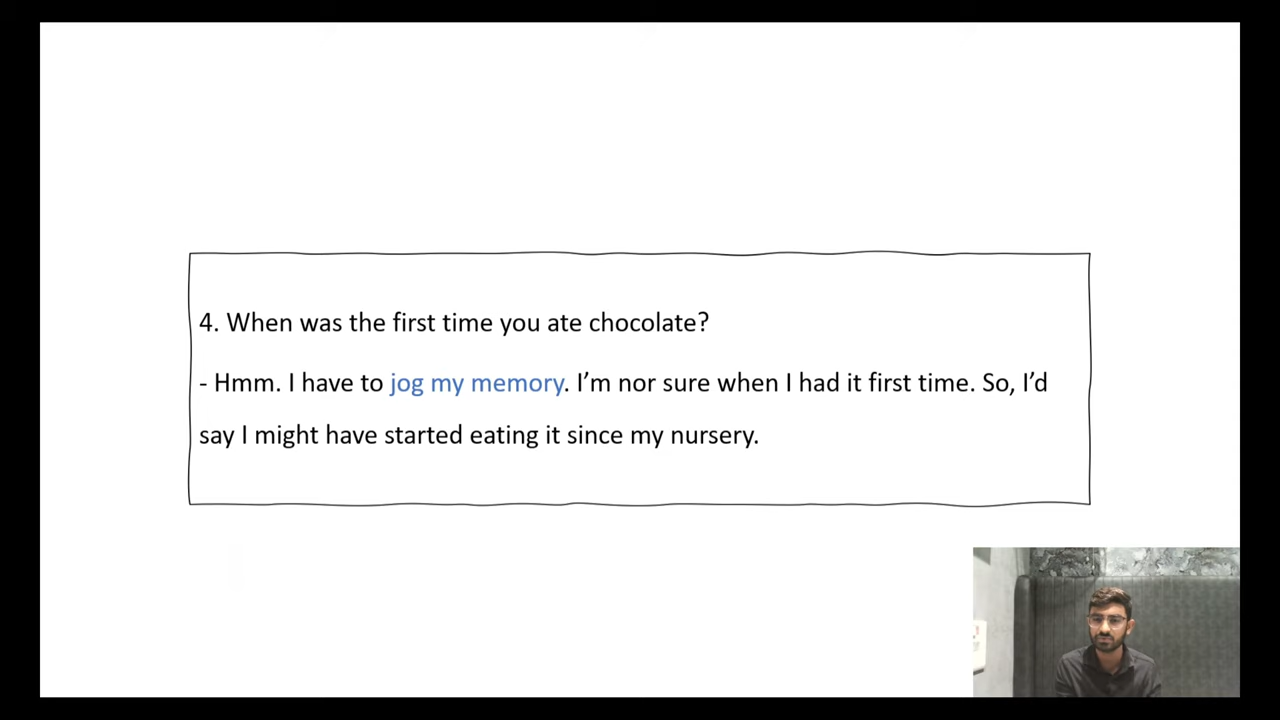 4. When was the first time you ate chocolate?
- Hmm. I have to jog my memory. I’m nor sure when I had it first time. So, I’d
say I might have started eating it since my nursery.